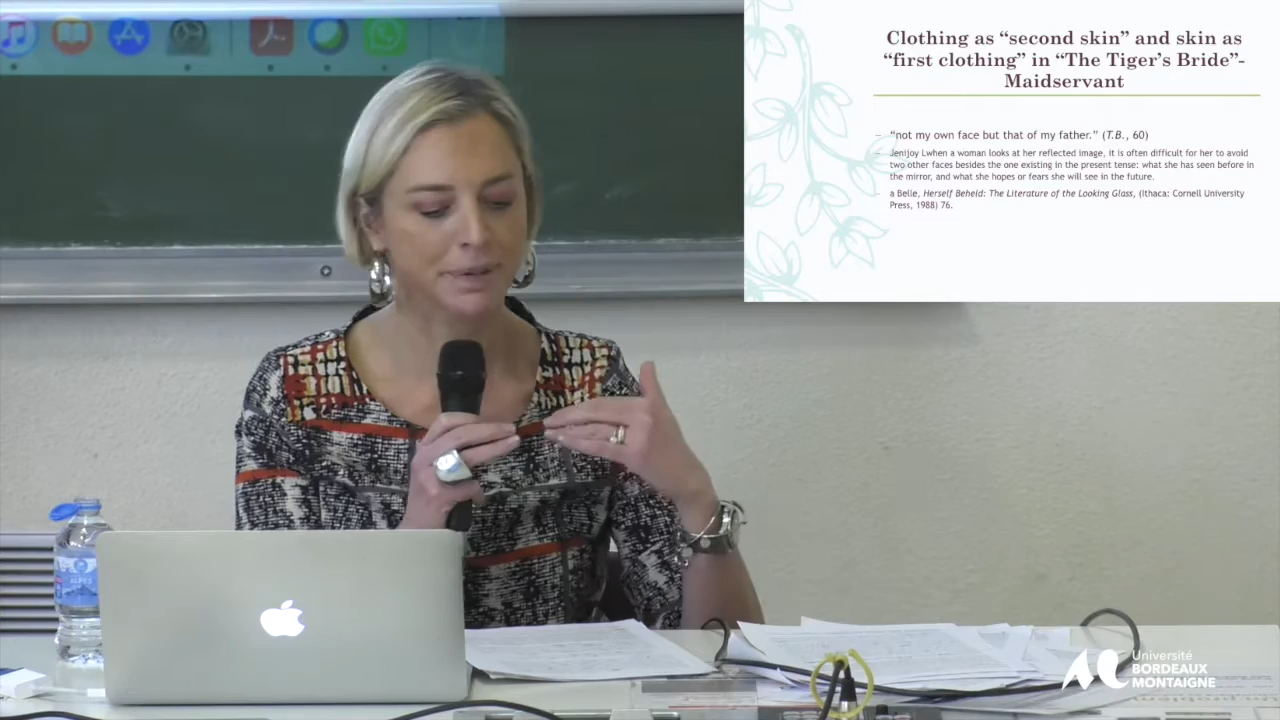 Clothing as “second skin” and skin as
“first clothing” in “The Tiger’s Bride”-
Maidservant
– “not my own face but that of my father.” (T.B., 60)
– Jenijoy Lwhen a woman looks at her reflected image, it is often difficult for her to avoid
two other faces besides the one existing in the present tense: what she has seen before in
the mirror, and what she hopes or fears she will see in the future.
– a Belle, Herself Beheld: The Literature of the Looking Glass, (Ithaca: Cornell University
Press, 1988) 76.
Université
BORDEAUX
MONTAIGNE